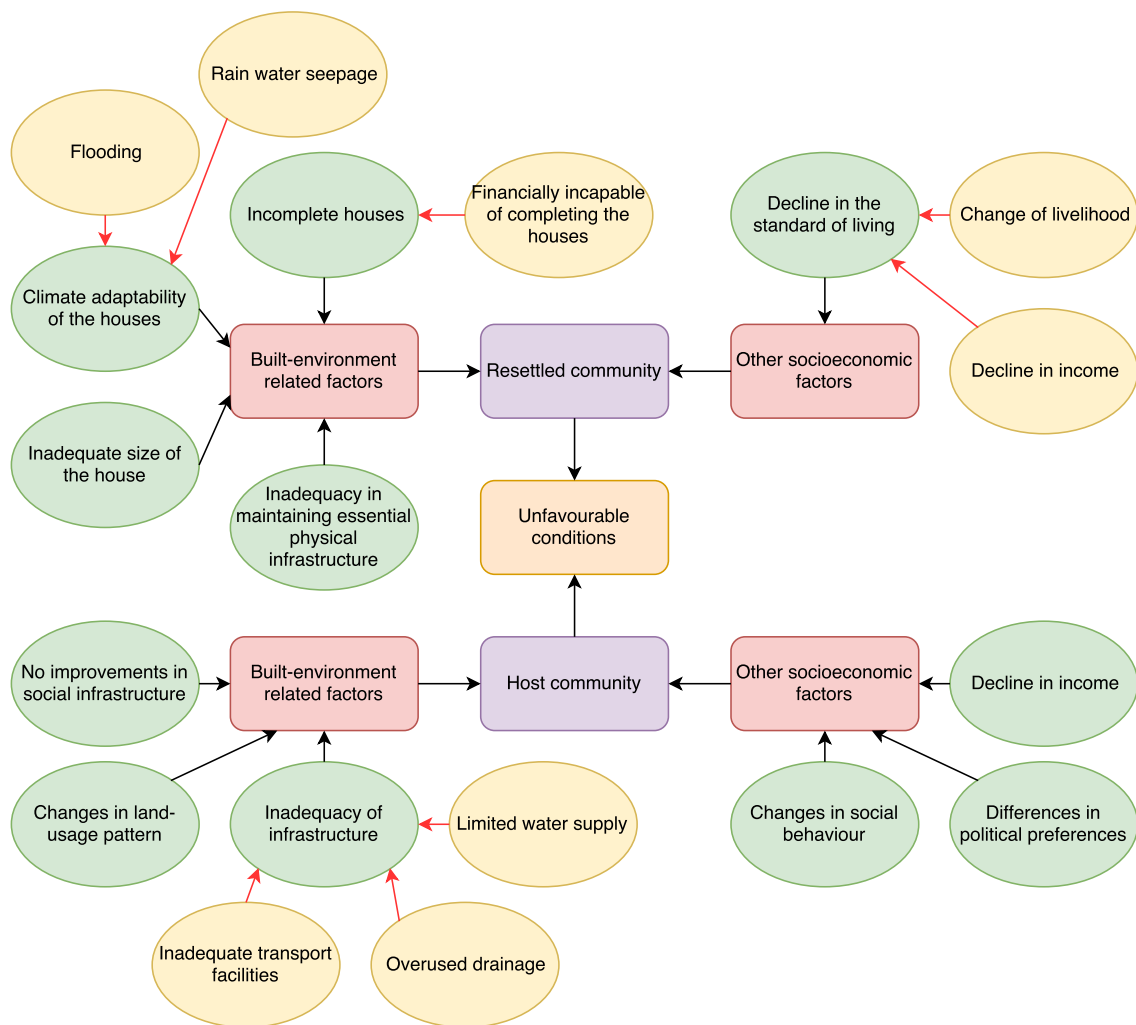 Rain water seepage
Flooding
Incomplete houses
Financially incapable
of completing the
houses
Decline in the
standard of living
Change of livelihood
Climate adaptability
of the houses
Built-environment
related factors
Resettled community
Other socioeconomic
factors
Decline in income
Inadequate size of
the house
Inadequacy in
maintaining essential
physical
infrastructure
Unfavourable
conditions
No improvements in
social infrastructure
Built-environment
related factors
Host community
Other socioeconomic
factors
Decline in income
Changes in land-
usage pattern
Inadequacy of
infrastructure
Limited water supply
Changes in social
behaviour
Differences in
political preferences
Inadequate transport
facilities
Overused drainage